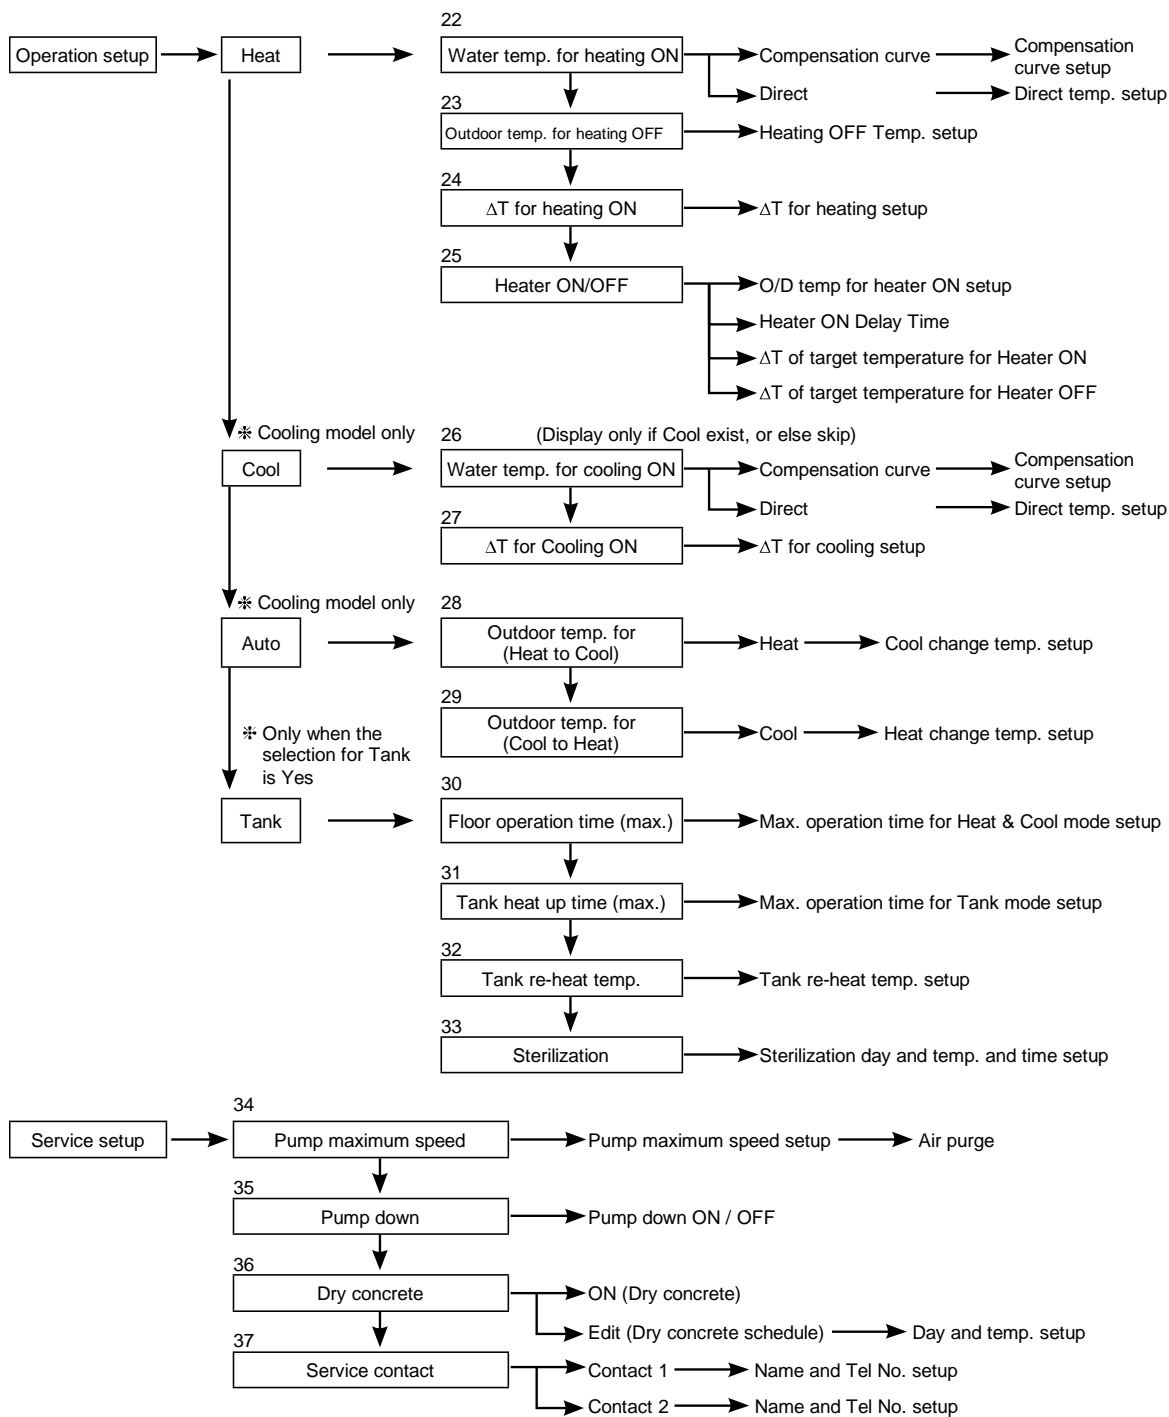 22
Operation setup
Heat
Water temp. for heating ON
Compensation curve
Compensation
curve setup
Direct
Direct temp. setup
23
Outdoor temp. for heating OFF
Heating OFF Temp. setup
24
∆T for heating ON
∆T for heating setup
25
Heater ON/OFF
O/D temp for heater ON setup
Heater ON Delay Time
∆T of target temperature for Heater ON
∆T of target temperature for Heater OFF
❈ Cooling model only
26
(Display only if Cool exist, or else skip)
Cool
Water temp. for cooling ON
Compensation curve
Compensation
curve setup
Direct
Direct temp. setup
27
∆T for Cooling ON
∆T for cooling setup
❈ Cooling model only
28
Auto
Outdoor temp. for
(Heat to Cool)
Heat
Cool change temp. setup
29
Outdoor temp. for
(Cool to Heat)
Cool
Heat change temp. setup
❈ Only when the
selection for Tank
is Yes
30
Tank
Floor operation time (max.)
Max. operation time for Heat & Cool mode setup
31
Tank heat up time (max.)
Max. operation time for Tank mode setup
32
Tank re-heat temp.
Tank re-heat temp. setup
33
Sterilization
Sterilization day and temp. and time setup
34
Service setup
Pump maximum speed
Pump maximum speed setup
Air purge
35
Pump down
Pump down ON / OFF
36
Dry concrete
ON (Dry concrete)
Edit (Dry concrete schedule)
Day and temp. setup
37
Service contact
Contact 1
Name and Tel No. setup
Contact 2
Name and Tel No. setup